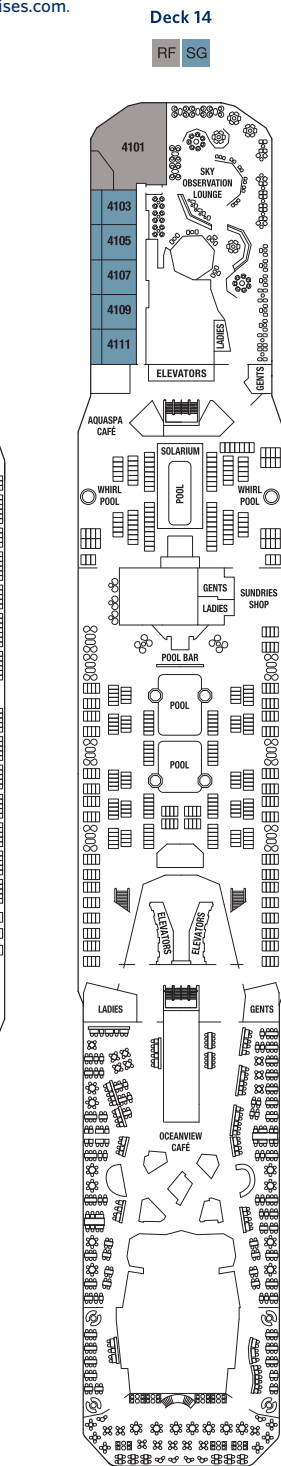 ises.com.
Deck 14
RF SG
4101
SKY
OBSERVATION
LOUNGE
4103
4105
4107
4109
4111
LADIES
GENTS
ELEVATORS
AQUASPA
CAFÉ
SOLARIUM
POOL
WHIRL
POOL
WHIRL
POOL
GENTS
LADIES
SUNDRIES
SHOP
POOL BAR
POOL
POOL
ELEVATORS
ELEVATORS
LADIES
GENTS
OCEANVIEW
CAFÉ